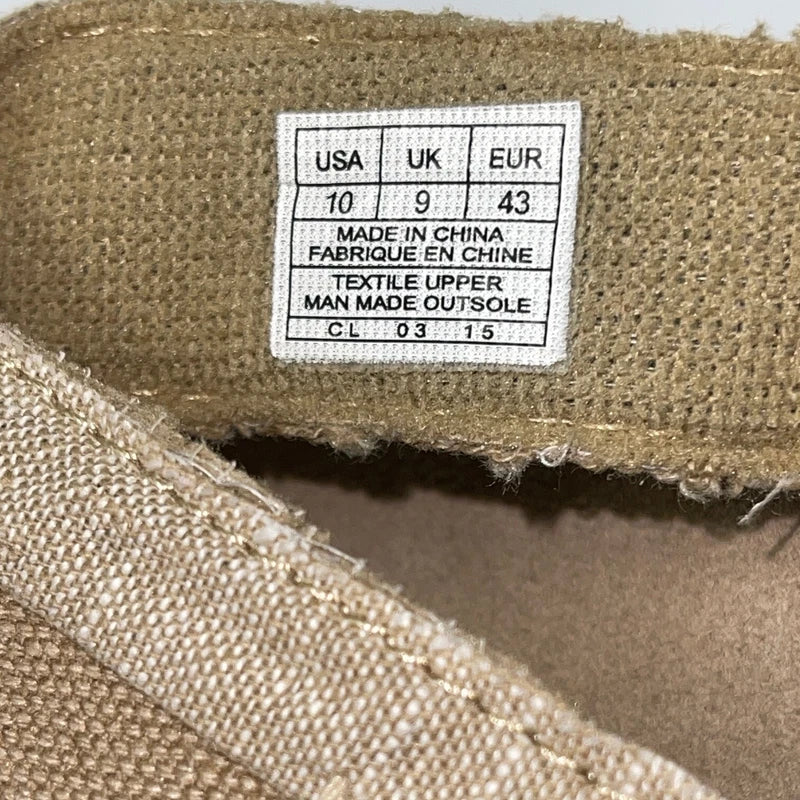 USA UK EUR
10 9 43
MADE IN CHINA
FABRIQUE EN CHINE
TEXTILE UPPER
MAN MADE OUTSOLE
CL 03 15